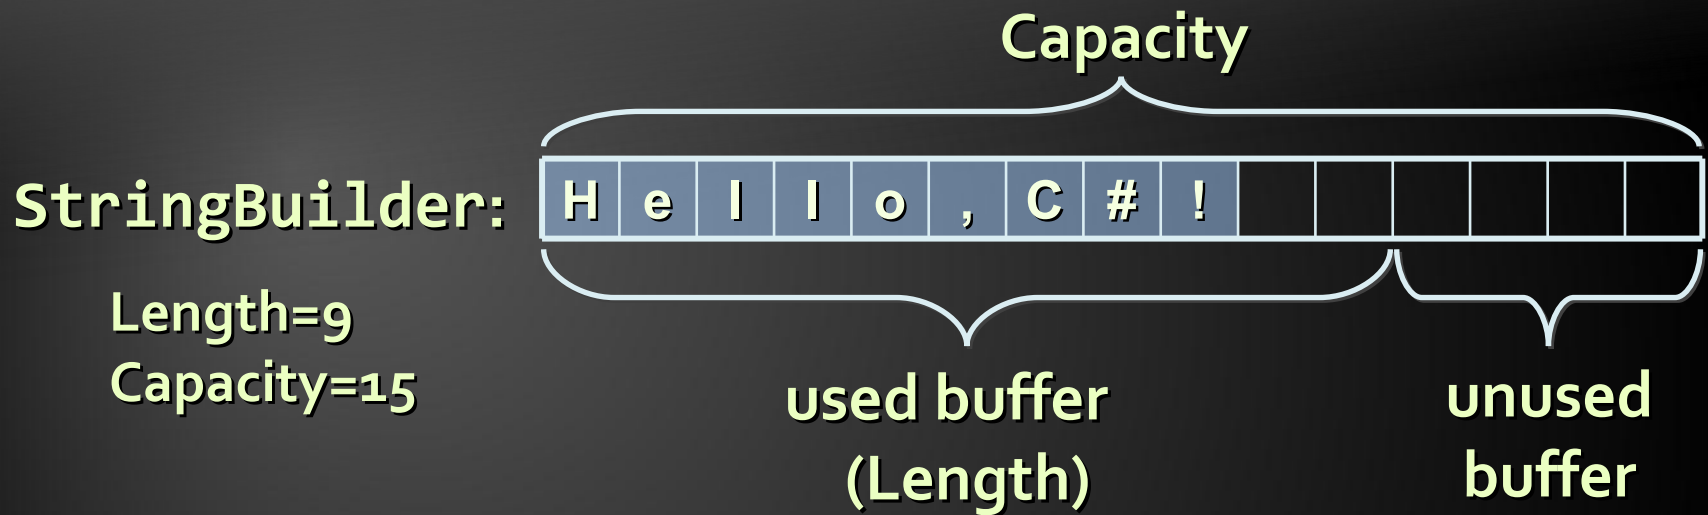 Capacity
StringBuilder: H e l l o , C # !
Length=9
Capacity=15
used buffer
(Length)
unused
buffer